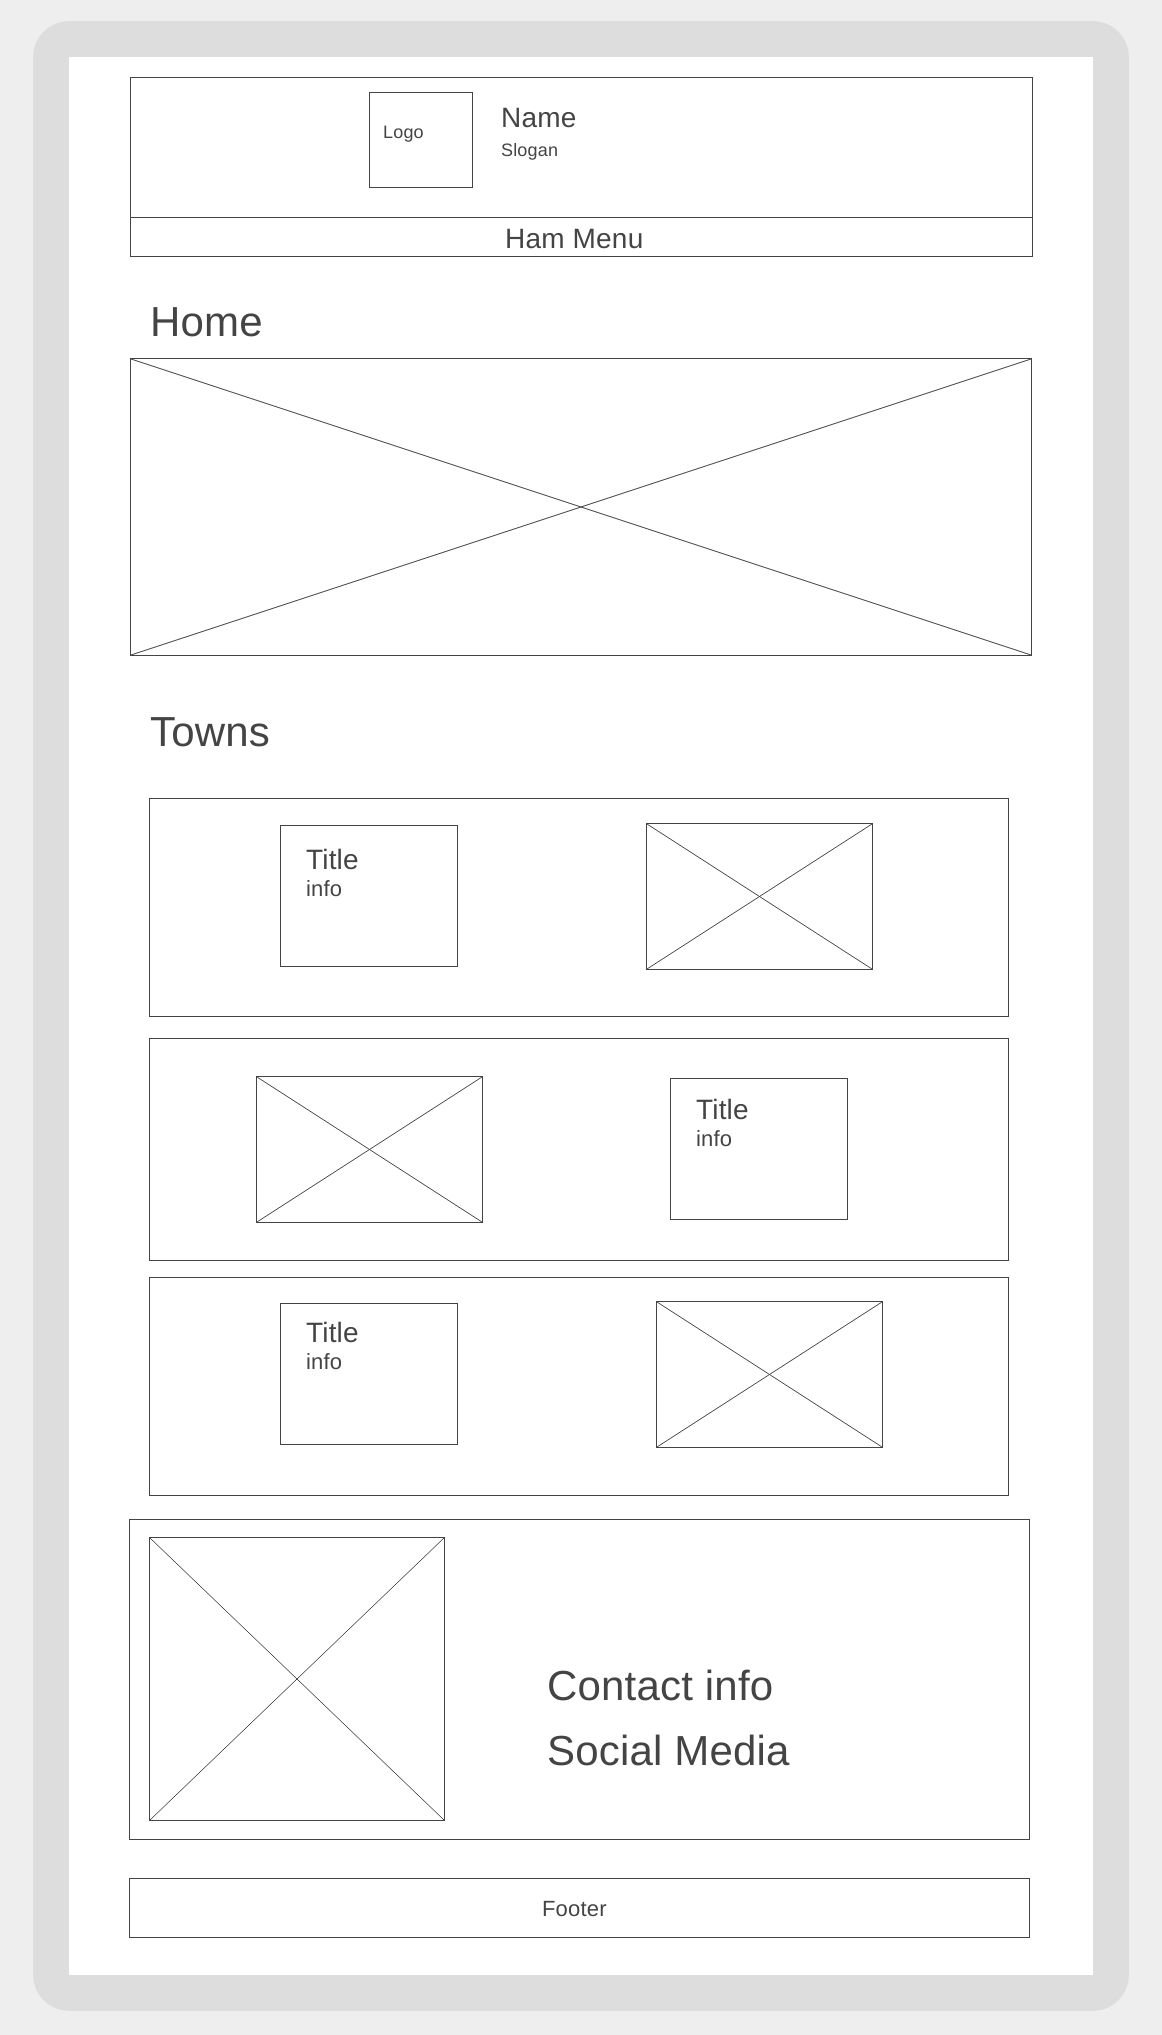 Logo
Name
Slogan
Ham Menu
Home
Towns
Title
info
Title
info
Title
info
Contact info
Social Media
Footer